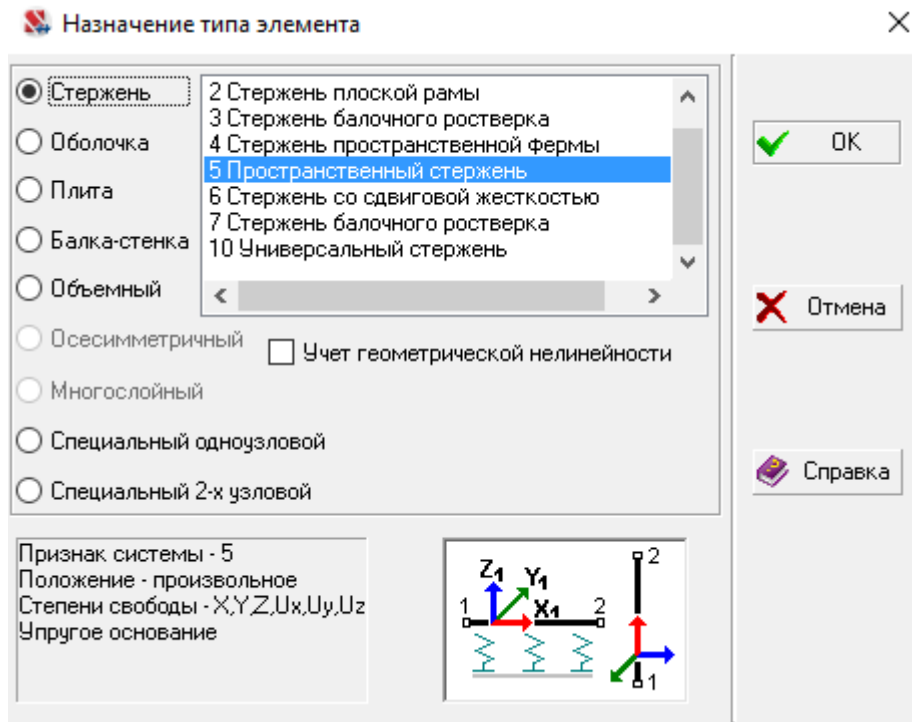 Назначение типа элемента
Стержень
Оболочка
Плита
Балка-стенка
Объемный
Осесимметричный
Многослойный
Специальный одноузловой
Специальный 2-х узловой
2 Стержень плоской рамы
3 Стержень балочного ростверка
4 Стержень пространственной фермы
5 Пространственный стержень
6 Стержень со сдвиговой жесткостью
7 Стержень балочного ростверка
10 Универсальный стержень
Учет геометрической нелинейности
OK
Отмена
Справка
Признак системы - 5
Положение - произвольное
Степени свободы - X,Y,Z,Ux,Uy,Uz
Упругое основание
Z1
Y1
1
X1
2
2
1